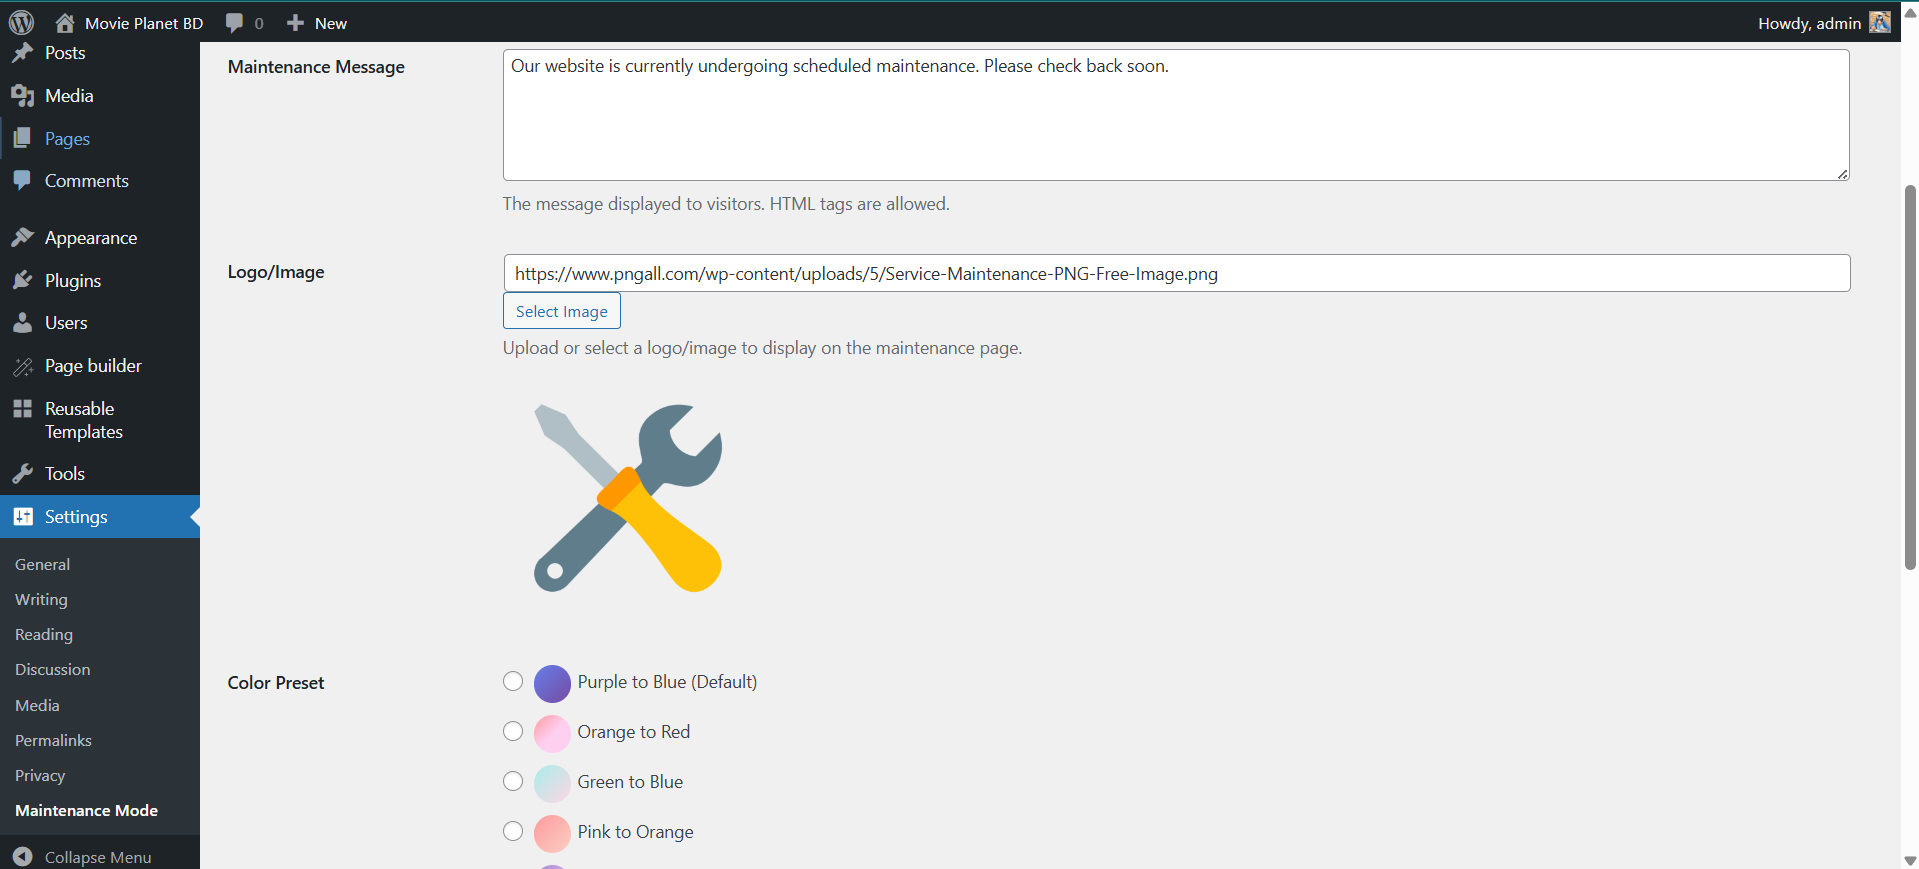 Movie Planet BD
0
New
Howdy, admin
Posts
Media
Pages
Comments
Appearance
Plugins
Users
Page builder
Reusable
Templates
Tools
Settings
General
Writing
Reading
Discussion
Media
Permalinks
Privacy
Maintenance Mode
Collapse Menu
Maintenance Message
Our website is currently undergoing scheduled maintenance. Please check back soon.
The message displayed to visitors. HTML tags are allowed.
Logo/Image
https://www.pngall.com/wp-content/uploads/5/Service-Maintenance-PNG-Free-Image.png
Select Image
Upload or select a logo/image to display on the maintenance page.
Color Preset
Purple to Blue (Default)
Orange to Red
Green to Blue
Pink to Orange